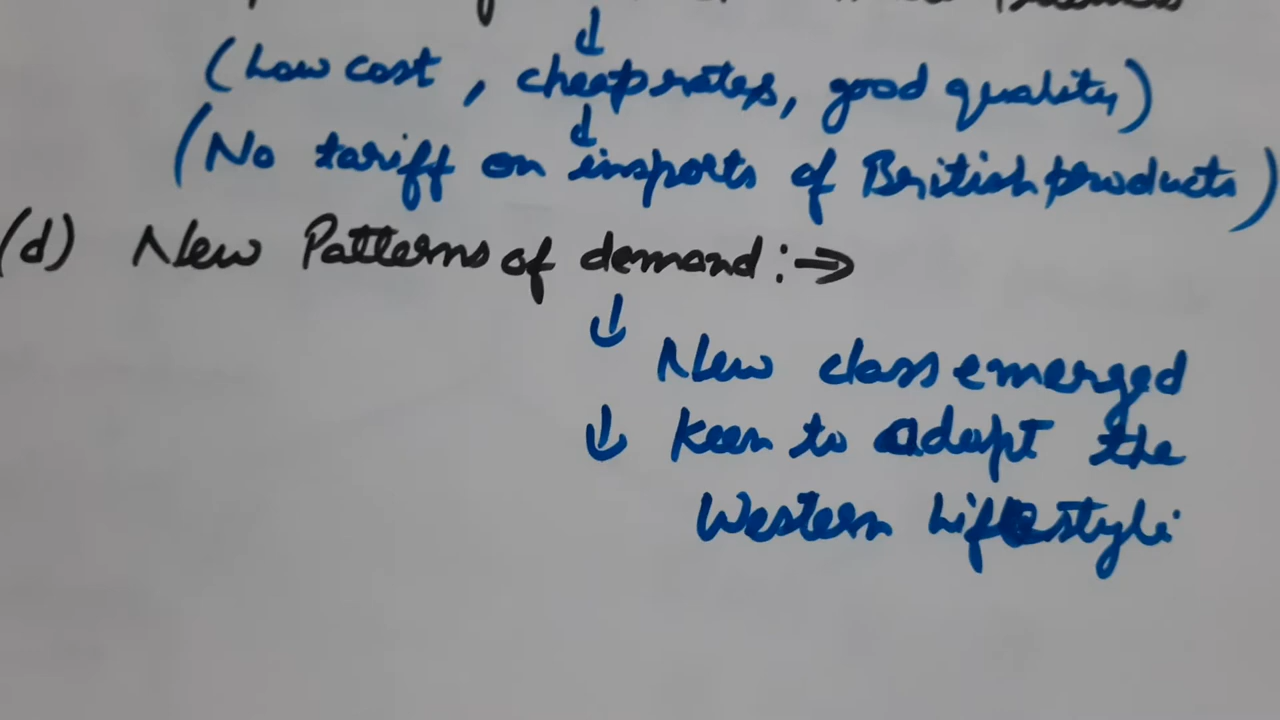 (Low cost, cheap rates, good quality)
(No tariff on imports of British products)
(d) New Patterns of demand:→
↓ New class emerged
↓ Keen to adapt the
Western Lifestyle